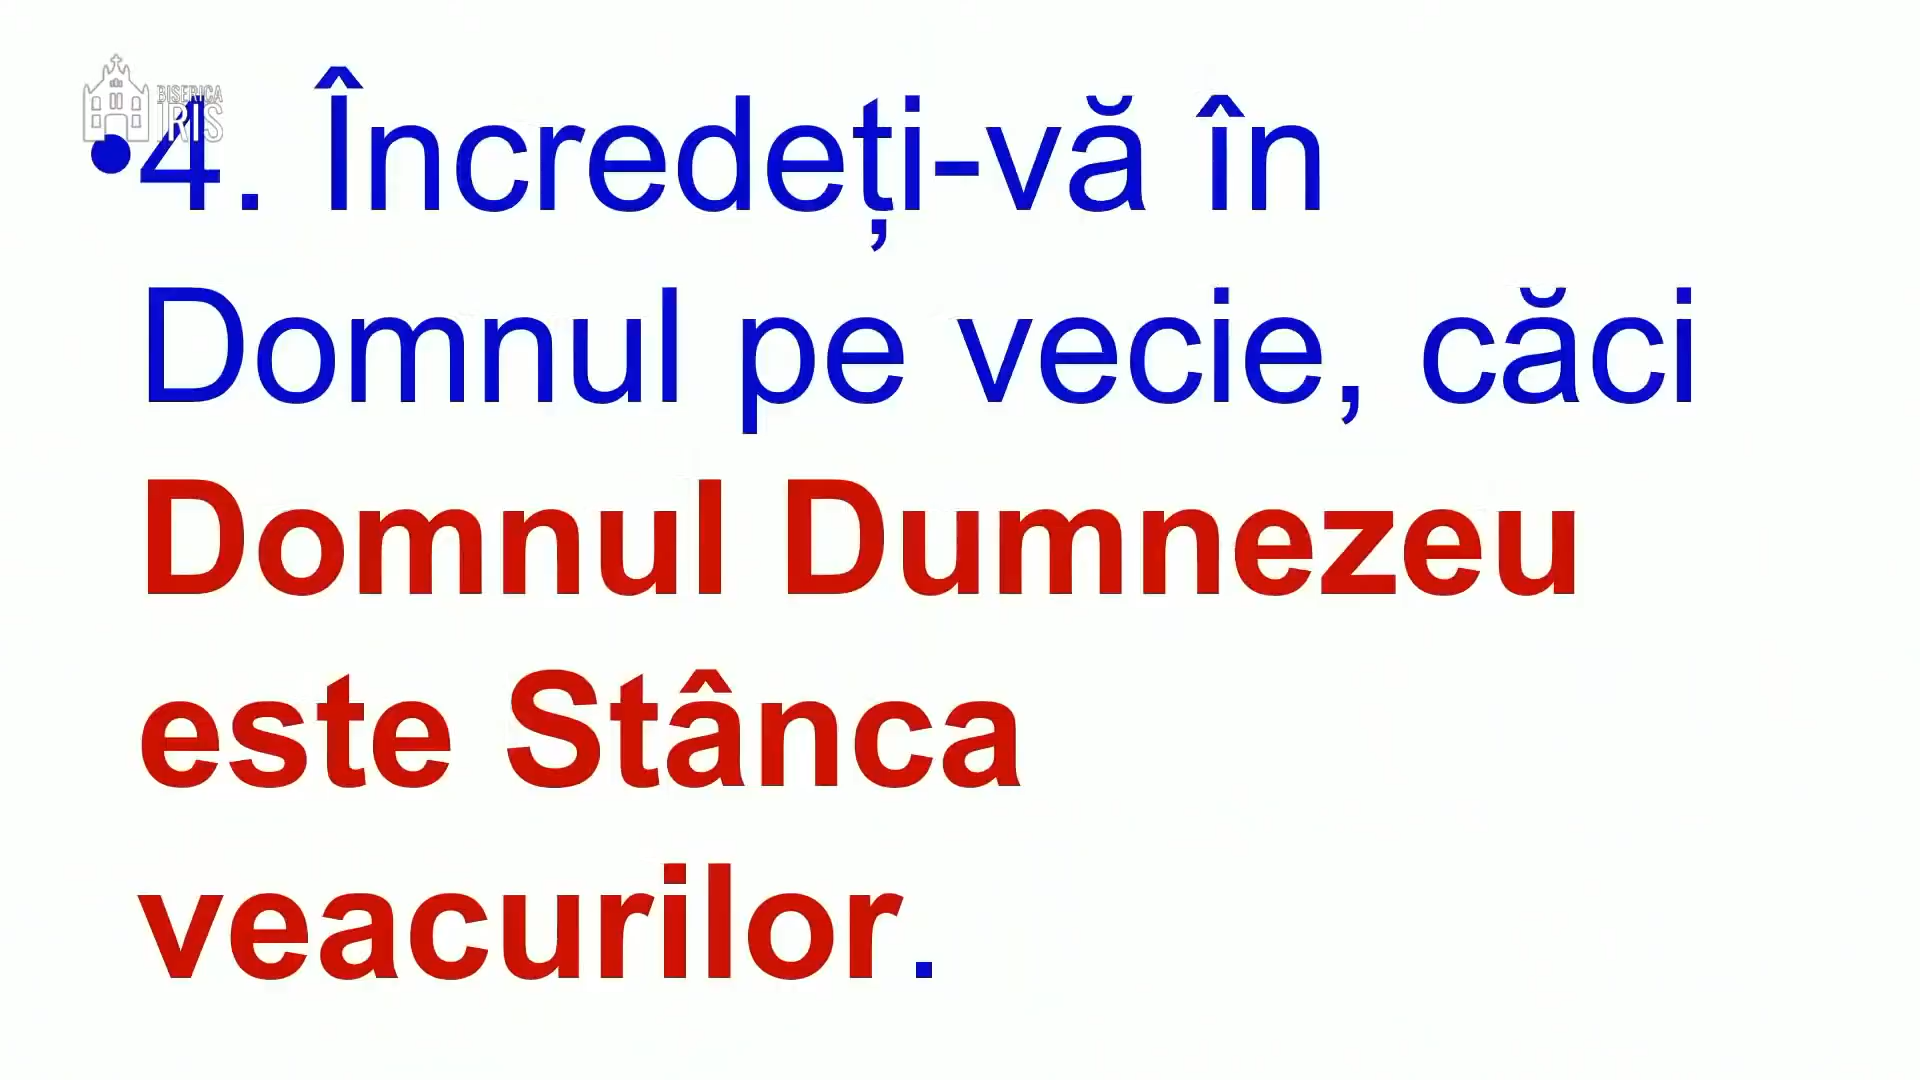 BISERICA
IRIS
•4. Încredeți-vă în
Domnul pe vecie, căci
Domnul Dumnezeu
este Stânca
veacurilor.